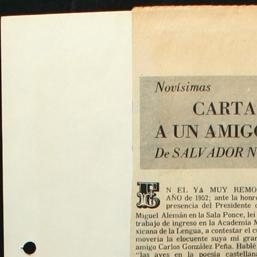 Novísimas
CARTA
A UN AMIGO
De SALVADOR N
EN EL YA MUY REMO
AÑO de 1952; ante la honro
presencia del Presidente
Miguel Alemán en la Sala Ponce, leí
trabajo de ingreso en la Academia M
xicana de la Lengua, a contestar el c
movería la elocuente suya mi gran
amigo Carlos González Peña. Hablé
"las aves en la poesía castellana